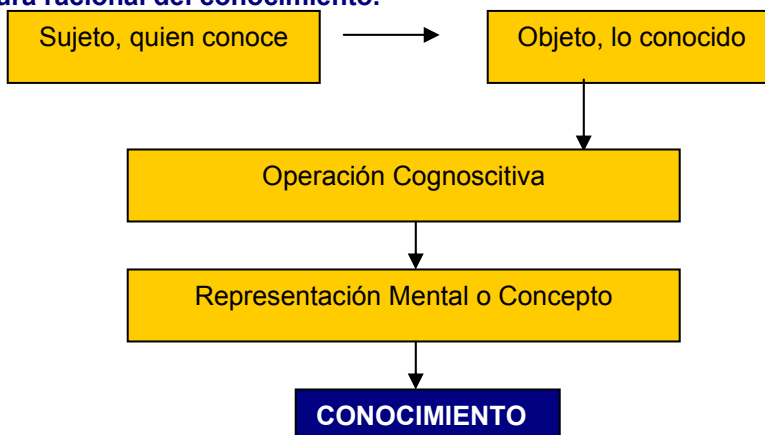 racional del conocimiento:
Sujeto, quien conoce
Objeto, lo conocido
Operación Cognoscitiva
Representación Mental o Concepto
CONOCIMIENTO